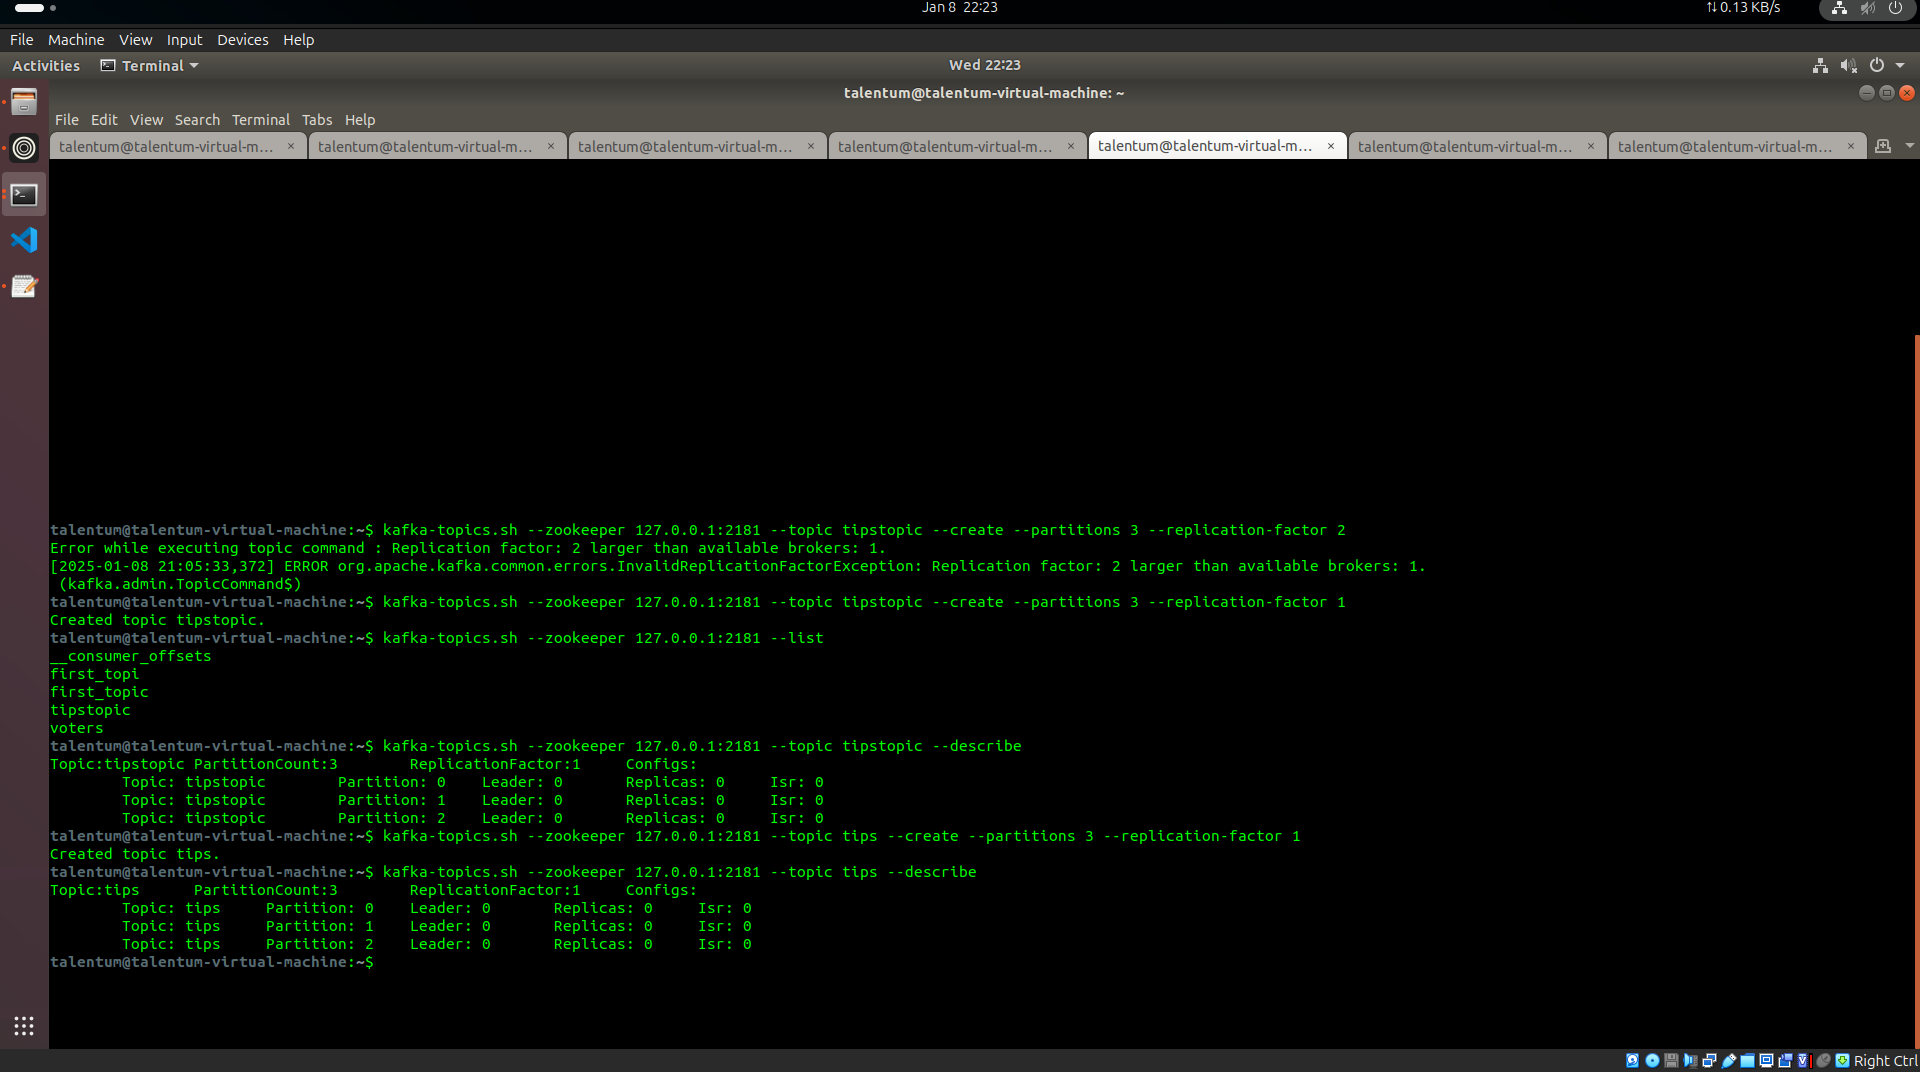 Jan 8 22:23
0.13 KB/s
File Machine View Input Devices Help
Activities Terminal
Wed 22:23
talentum@talentum-virtual-machine: ~
File Edit View Search Terminal Tabs Help
talentum@talentum-virtual-m... × talentum@talentum-virtual-m... × talentum@talentum-virtual-m... × talentum@talentum-virtual-m... × talentum@talentum-virtual-m... × talentum@talentum-virtual-m... × talentum@talentum-virtual-m... ×
talentum@talentum-virtual-machine:~$ kafka-topics.sh --zookeeper 127.0.0.1:2181 --topic tipstopic --create --partitions 3 --replication-factor 2
Error while executing topic command : Replication factor: 2 larger than available brokers: 1.
[2025-01-08 21:05:33,372] ERROR org.apache.kafka.common.errors.InvalidReplicationFactorException: Replication factor: 2 larger than available brokers: 1.
(kafka.admin.TopicCommand$)
talentum@talentum-virtual-machine:~$ kafka-topics.sh --zookeeper 127.0.0.1:2181 --topic tipstopic --create --partitions 3 --replication-factor 1
Created topic tipstopic.
talentum@talentum-virtual-machine:~$ kafka-topics.sh --zookeeper 127.0.0.1:2181 --list
__consumer_offsets
first_topi
first_topic
tipstopic
voters
talentum@talentum-virtual-machine:~$ kafka-topics.sh --zookeeper 127.0.0.1:2181 --topic tipstopic --describe
Topic:tipstopic PartitionCount:3 ReplicationFactor:1 Configs:
Topic: tipstopic Partition: 0 Leader: 0 Replicas: 0 Isr: 0
Topic: tipstopic Partition: 1 Leader: 0 Replicas: 0 Isr: 0
Topic: tipstopic Partition: 2 Leader: 0 Replicas: 0 Isr: 0
talentum@talentum-virtual-machine:~$ kafka-topics.sh --zookeeper 127.0.0.1:2181 --topic tips --create --partitions 3 --replication-factor 1
Created topic tips.
talentum@talentum-virtual-machine:~$ kafka-topics.sh --zookeeper 127.0.0.1:2181 --topic tips --describe
Topic:tips PartitionCount:3 ReplicationFactor:1 Configs:
Topic: tips Partition: 0 Leader: 0 Replicas: 0 Isr: 0
Topic: tips Partition: 1 Leader: 0 Replicas: 0 Isr: 0
Topic: tips Partition: 2 Leader: 0 Replicas: 0 Isr: 0
talentum@talentum-virtual-machine:~$
Right Ctrl